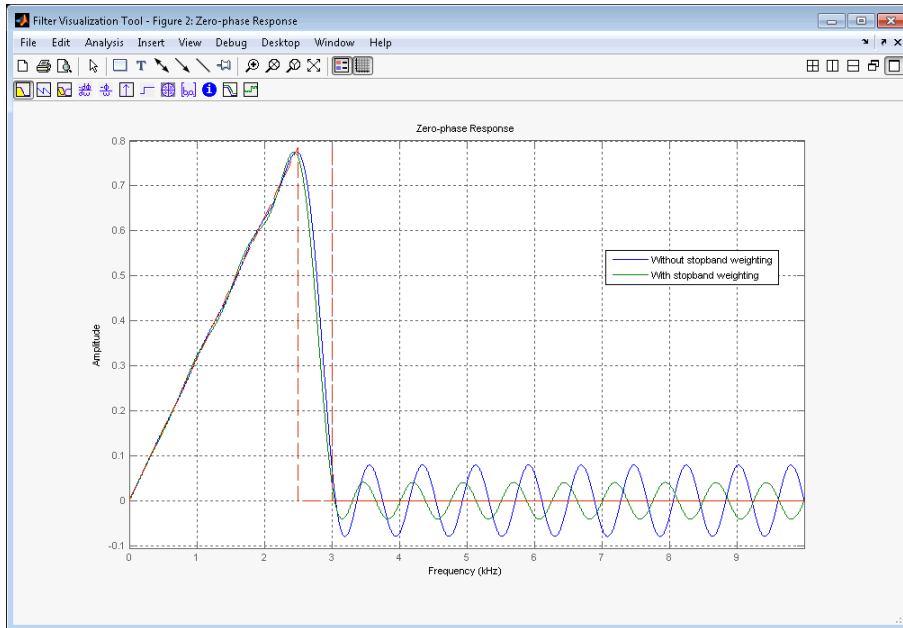 Filter Visualization Tool - Figure 2: Zero-phase Response
File Edit Analysis Insert View Debug Desktop Window Help
Zero-phase Response
0.8
0.7
0.6
0.5
0.4
0.3
0.2
0.1
0
-0.1
Amplitude
Without stopband weighting
With stopband weighting
0 1 2 3 4 5 6 7 8 9
Frequency (kHz)